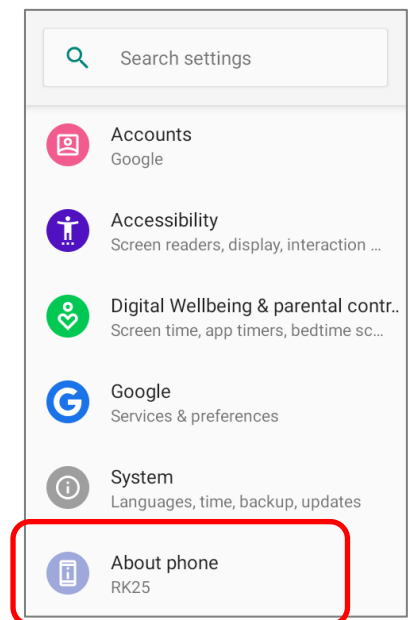 Search settings
Accounts
Google
Accessibility
Screen readers, display, interaction ...
Digital Wellbeing & parental contr..
Screen time, app timers, bedtime sc...
Google
Services & preferences
System
Languages, time, backup, updates
About phone
RK25